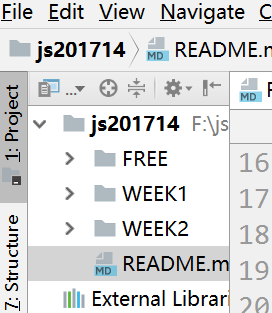 File Edit View Navigate C
js201714 README.m
1: Project
...
js201714 F:\js
FREE
WEEK1
WEEK2
MD README.m
External Librari
7: Structure
16
17
18
19
20